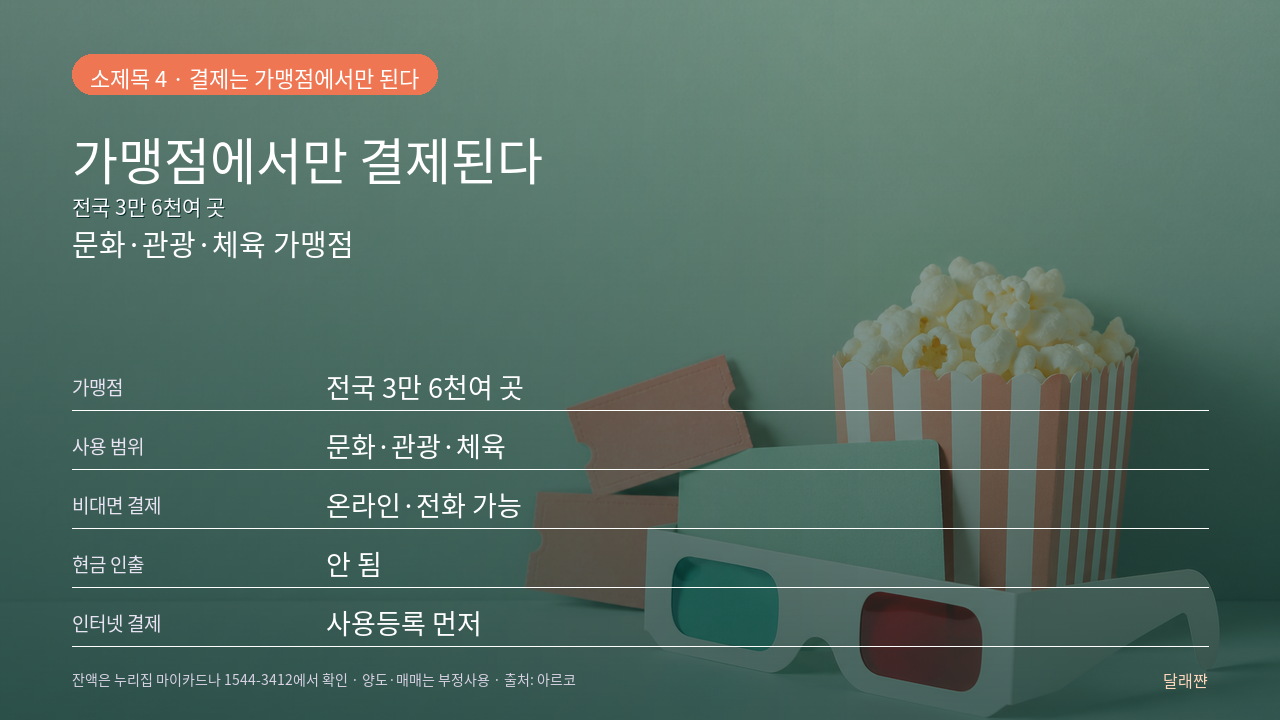 소제목 4 · 결제는 가맹점에서만 된다
가맹점에서만 결제된다
전국 3만 6천여 곳
문화·관광·체육 가맹점
가맹점 전국 3만 6천여 곳
사용 범위 문화·관광·체육
비대면 결제 온라인·전화 가능
현금 인출 안 됨
인터넷 결제 사용등록 먼저
잔액은 누리집 마이카드나 1544-3412에서 확인 · 양도·매매는 부정사용 · 출처: 아르코
달래쨘